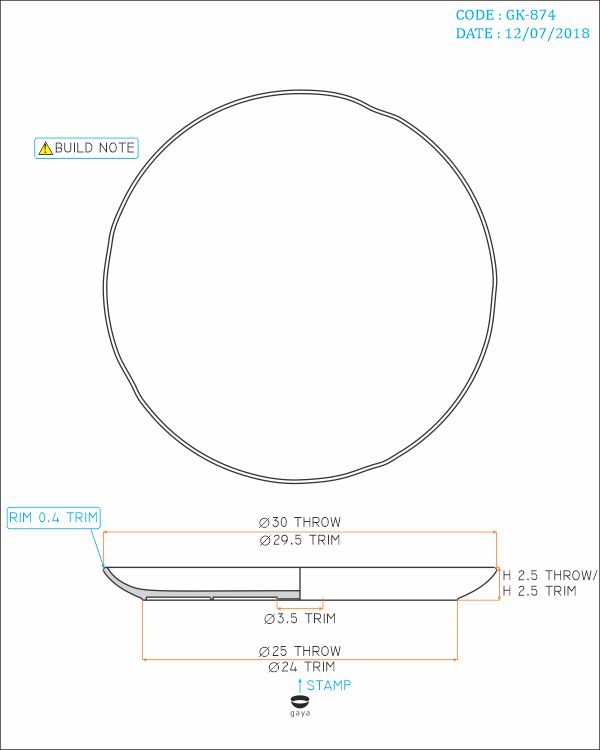 CODE : GK-874
DATE : 12/07/2018
BUILD NOTE
RIM 0.4 TRIM
Ø30 THROW
Ø29.5 TRIM
H 2.5 THROW/
H 2.5 TRIM
Ø3.5 TRIM
Ø25 THROW
Ø24 TRIM
STAMP
gaya